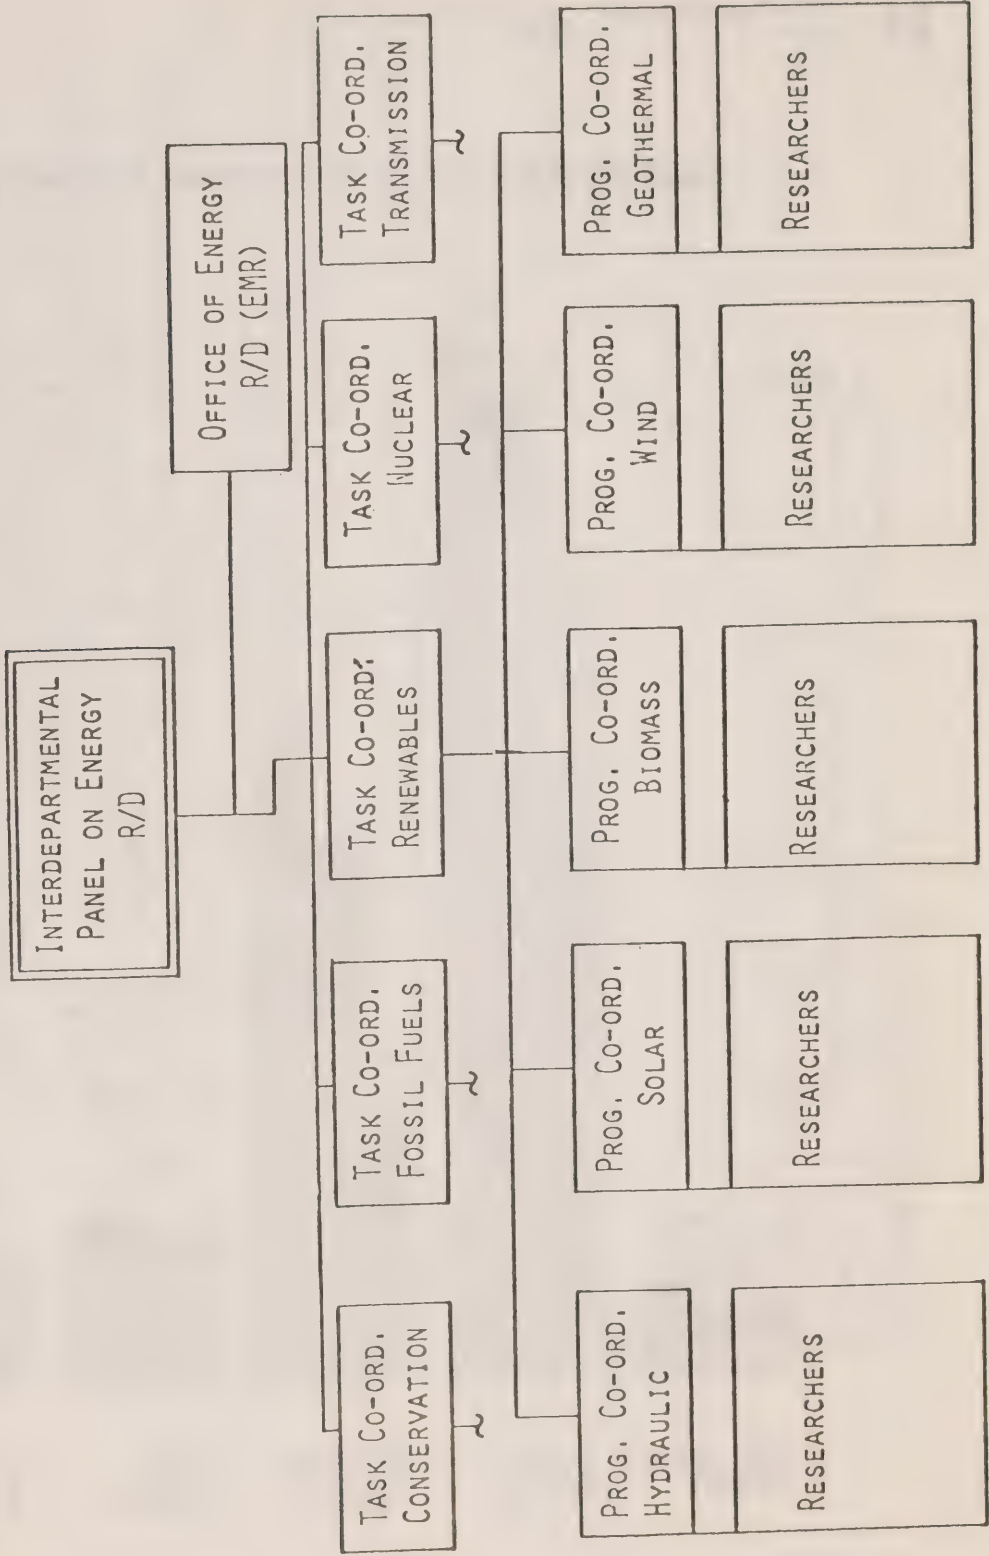 INTERDEPARTMENTAL
PANEL ON ENERGY
R/D
OFFICE OF ENERGY
R/D (EMR)
TASK CO-ORD.
CONSERVATION
TASK CO-ORD.
FOSSIL FUELS
TASK CO-ORD.
RENEWABLES
TASK CO-ORD.
NUCLEAR
TASK CO-ORD.
TRANSMISSION
PROG. CO-ORD.
HYDRAULIC
PROG. CO-ORD.
SOLAR
PROG. CO-ORD.
BIOMASS
PROG. CO-ORD.
WIND
PROG. CO-ORD.
GEOTHERMAL
RESEARCHERS
RESEARCHERS
RESEARCHERS
RESEARCHERS
RESEARCHERS